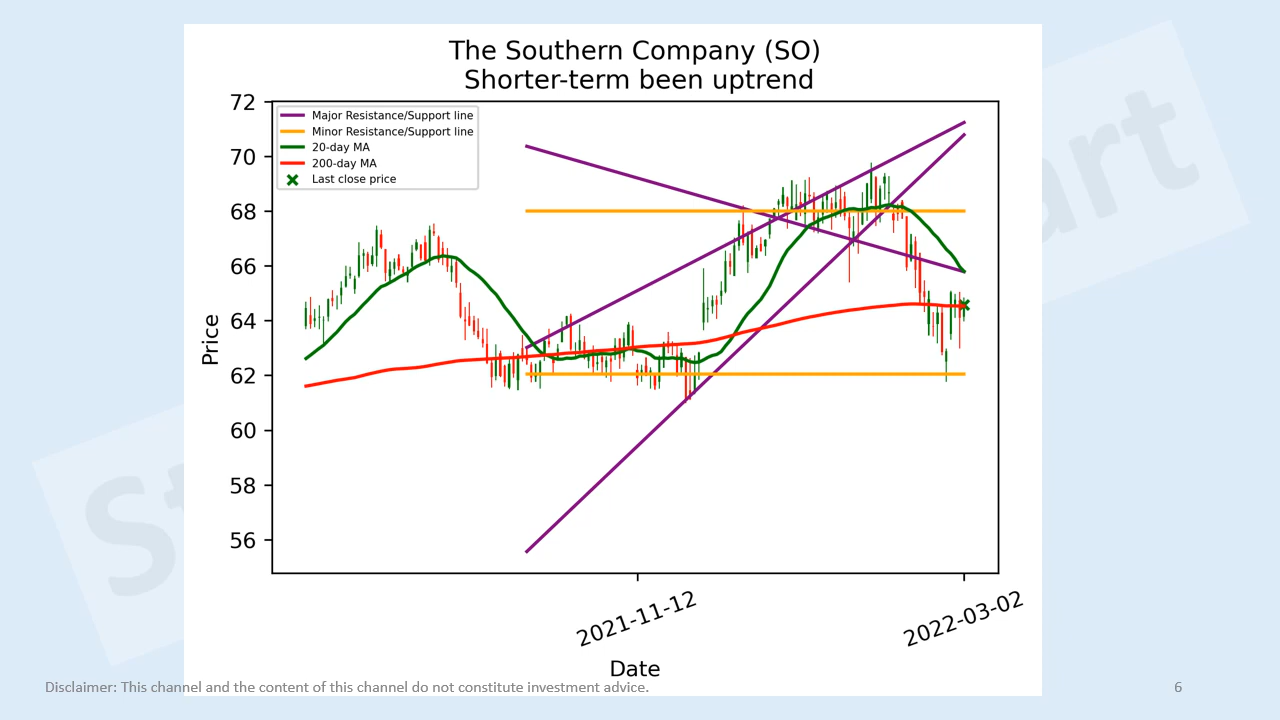 The Southern Company (SO)
Shorter-term been uptrend
72
70
68
66
64
62
60
58
56
Price
Major Resistance/Support line
Minor Resistance/Support line
20-day MA
200-day MA
Last close price
2021-11-12
2022-03-02
Date
Disclaimer: This channel and the content of this channel do not constitute investment advice.
6